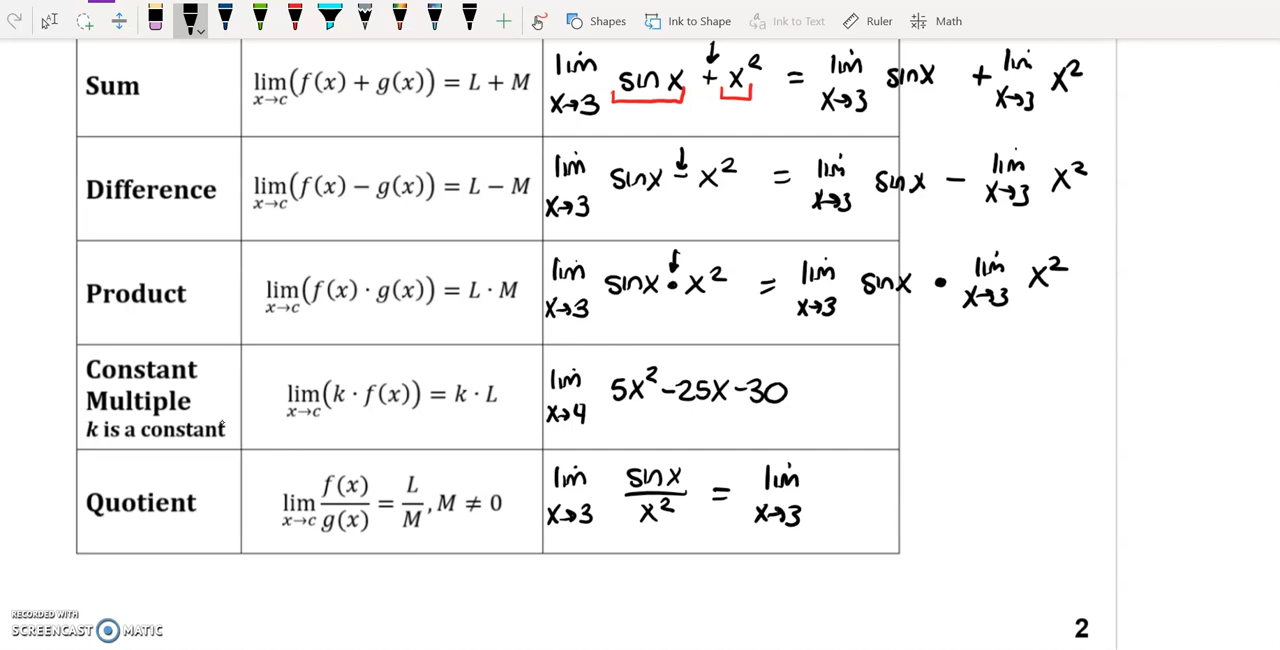 Shapes Ink to Shape Ink to Text Ruler Math
Sum lim x→c (f(x) + g(x)) = L + M lim x→3 sin x + x² = lim x→3 sin x + lim x→3 x²
Difference lim x→c (f(x) − g(x)) = L − M lim x→3 sin x − x² = lim x→3 sin x − lim x→3 x²
Product lim x→c (f(x) · g(x)) = L · M lim x→3 sin x • x² = lim x→3 sin x • lim x→3 x²
Constant
Multiple
k is a constant
lim x→c (k · f(x)) = k · L lim x→4 5x² − 25x − 30
Quotient lim x→c f(x)/g(x) = L/M, M ≠ 0 lim x→3 sin x/x² = lim x→3
RECORDED WITH
SCREENCAST MATIC
2